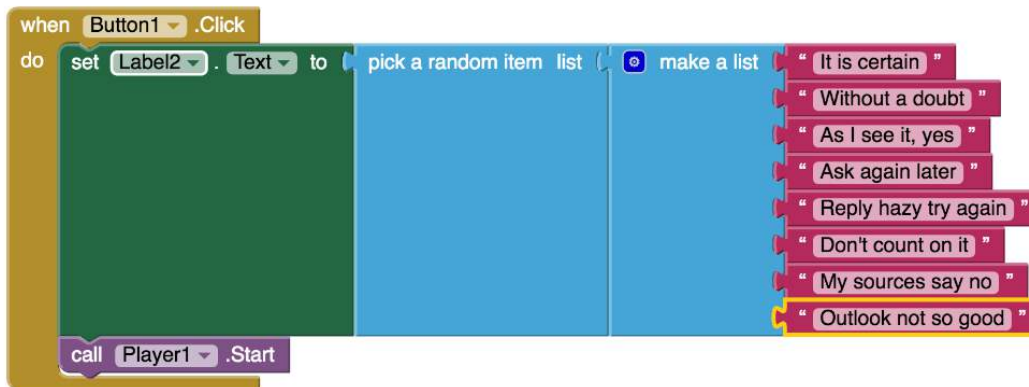 when Button1 .Click
do set Label2 . Text to pick a random item list make a list " It is certain "
" Without a doubt "
" As I see it, yes "
" Ask again later "
" Reply hazy try again "
" Don't count on it "
" My sources say no "
" Outlook not so good "
call Player1 .Start